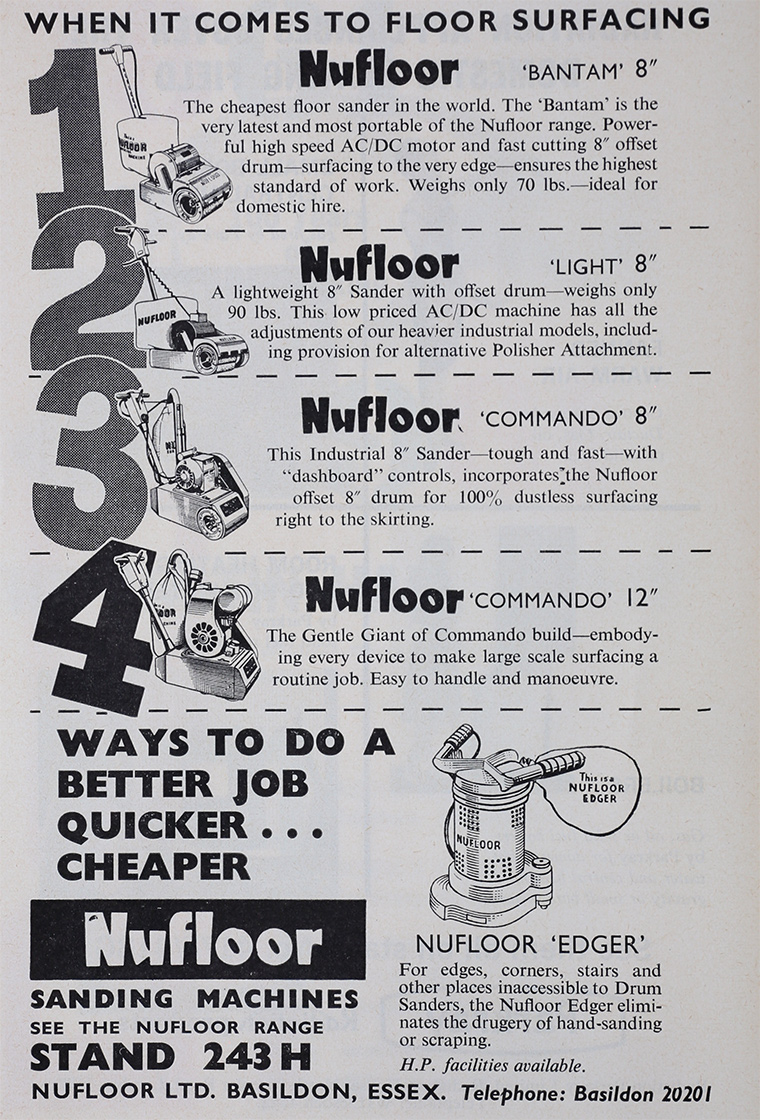 WHEN IT COMES TO FLOOR SURFACING
1
Nufloor 'BANTAM' 8″
The cheapest floor sander in the world. The 'Bantam' is the
very latest and most portable of the Nufloor range. Power-
ful high speed AC/DC motor and fast cutting 8″ offset
drum—surfacing to the very edge—ensures the highest
standard of work. Weighs only 70 lbs.—ideal for
domestic hire.
NUFLOOR
2
Nufloor 'LIGHT' 8″
A lightweight 8″ Sander with offset drum—weighs only
90 lbs. This low priced AC/DC machine has all the
adjustments of our heavier industrial models, includ-
ing provision for alternative Polisher Attachment.
NUFLOOR
3
Nufloor 'COMMANDO' 8″
This Industrial 8″ Sander—tough and fast—with
"dashboard" controls, incorporates the Nufloor
offset 8″ drum for 100% dustless surfacing
right to the skirting.
4
Nufloor 'COMMANDO' 12″
The Gentle Giant of Commando build—embody-
ing every device to make large scale surfacing a
routine job. Easy to handle and manoeuvre.
WAYS TO DO A
BETTER JOB
QUICKER . . .
CHEAPER
Nufloor
SANDING MACHINES
SEE THE NUFLOOR RANGE
STAND 243 H
This is a
NUFLOOR
EDGER
NUFLOOR
NUFLOOR 'EDGER'
For edges, corners, stairs and
other places inaccessible to Drum
Sanders, the Nufloor Edger elimi-
nates the drugery of hand-sanding
or scraping.
H.P. facilities available.
NUFLOOR LTD. BASILDON, ESSEX. Telephone: Basildon 20201